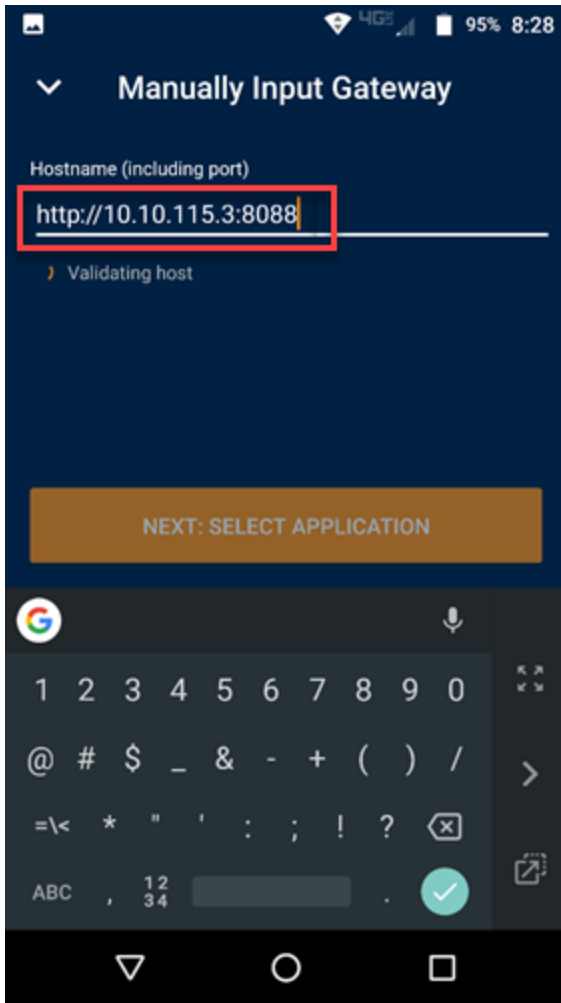 4G 95% 8:28
Manually Input Gateway
Hostname (including port)
http://10.10.115.3:8088
Validating host
NEXT: SELECT APPLICATION
G
1 2 3 4 5 6 7 8 9 0
@ # $ _ & - + ( ) /
=\< * " ' : ; ! ?
ABC , 12 .
34